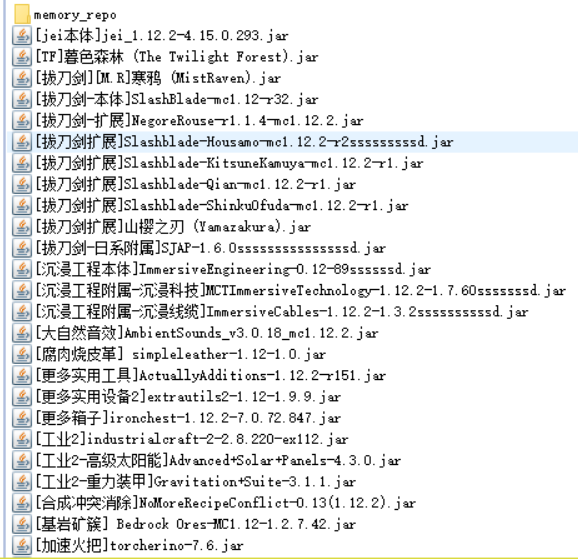 memory_repo
[jei本体]jei_1.12.2-4.15.0.293.jar
[TF]暮色森林 (The Twilight Forest).jar
[拔刀剑][M.R]寒鸦 (MistRaven).jar
[拔刀剑-本体]SlashBlade-mc1.12-r32.jar
[拔刀剑-扩展]NegoreRouse-r1.1.4-mc1.12.2.jar
[拔刀剑扩展]Slashblade-Housamo-mc1.12.2-r2sssssssssd.jar
[拔刀剑扩展]Slashblade-KitsuneKamuya-mc1.12.2-r1.jar
[拔刀剑扩展]Slashblade-Qian-mc1.12.2-r1.jar
[拔刀剑扩展]Slashblade-ShinkuOfuda-mc1.12.2-r1.jar
[拔刀剑扩展]山樱之刃 (Yamazakura).jar
[拔刀剑-日系附属]SJAP-1.6.0sssssssssssssssd.jar
[沉浸工程本体]ImmersiveEngineering-0.12-89ssssssd.jar
[沉浸工程附属-沉浸科技]MCTImmersiveTechnology-1.12.2-1.7.60sssssssd.jar
[沉浸工程附属-沉浸线缆]ImmersiveCables-1.12.2-1.3.2sssssssssssd.jar
[大自然音效]AmbientSounds_v3.0.18_mc1.12.2.jar
[腐肉烧皮革] simpleleather-1.12-1.0.jar
[更多实用工具]ActuallyAdditions-1.12.2-r151.jar
[更多实用设备2]extrautils2-1.12-1.9.9.jar
[更多箱子]ironchest-1.12.2-7.0.72.847.jar
[工业2]industrialcraft-2-2.8.220-ex112.jar
[工业2-高级太阳能]Advanced+Solar+Panels-4.3.0.jar
[工业2-重力装甲]Gravitation+Suite-3.1.1.jar
[合成冲突消除]NoMoreRecipeConflict-0.13(1.12.2).jar
[基岩矿簇] Bedrock Ores-MC1.12-1.2.7.42.jar
[加速火把]torcherino-7.6.jar